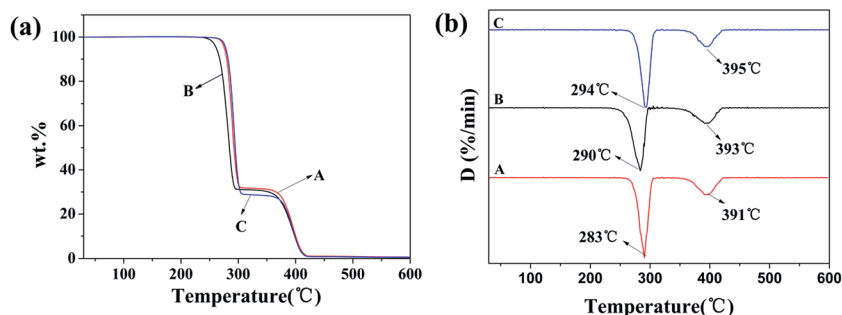 (a)
100
80
60
40
20
0
wt.%
B
A
C
100
200
300
400
500
600
Temperature(℃)
(b)
D (%/min)
C
395℃
294℃
B
393℃
290℃
A
391℃
283℃
100
200
300
400
500
600
Temperature(℃)